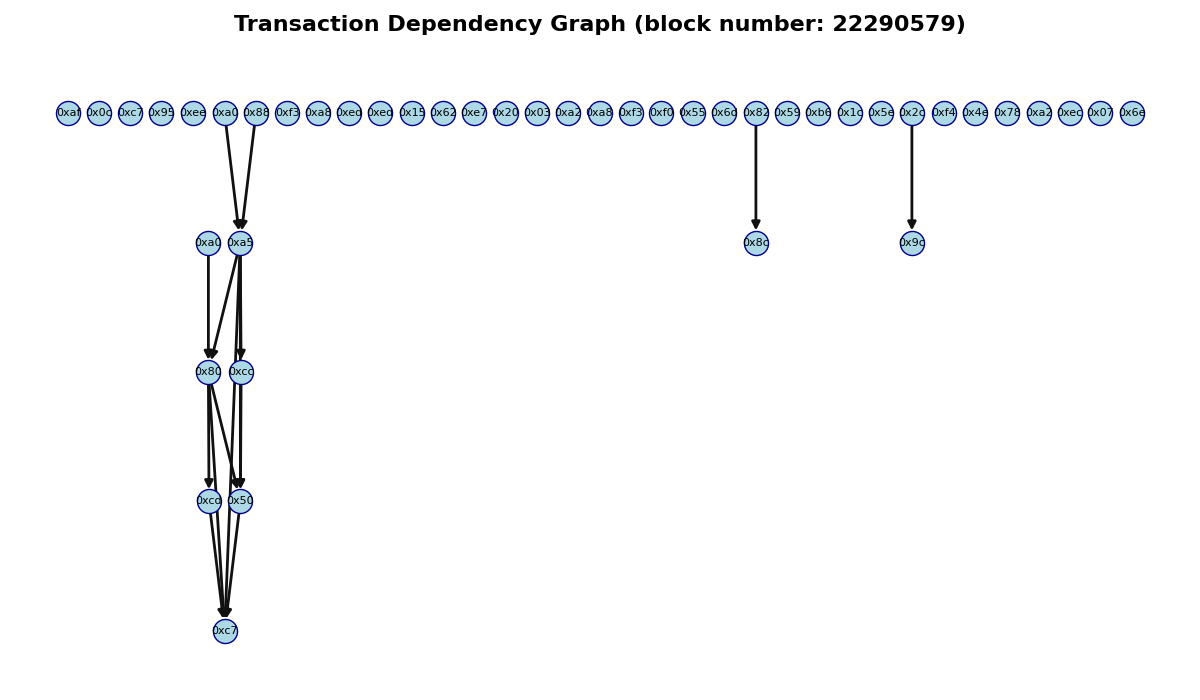 Transaction Dependency Graph (block number: 22290579)
0xaf 0x0c 0xc7 0x95 0xee 0xa0 0x88 0xf3 0xa8 0xed 0xed 0x15 0x62 0xe7 0x20 0x03 0xa2 0xa8 0xf3 0xf0 0x55 0x6d 0x82 0x59 0xb6 0x1c 0x5e 0x2c 0xf4 0x4e 0x78 0xa2 0xec 0x07 0x6e
0xa0 0xa5 0x8c 0x9c
0x80 0xcc
0xcd 0x50
0xc7